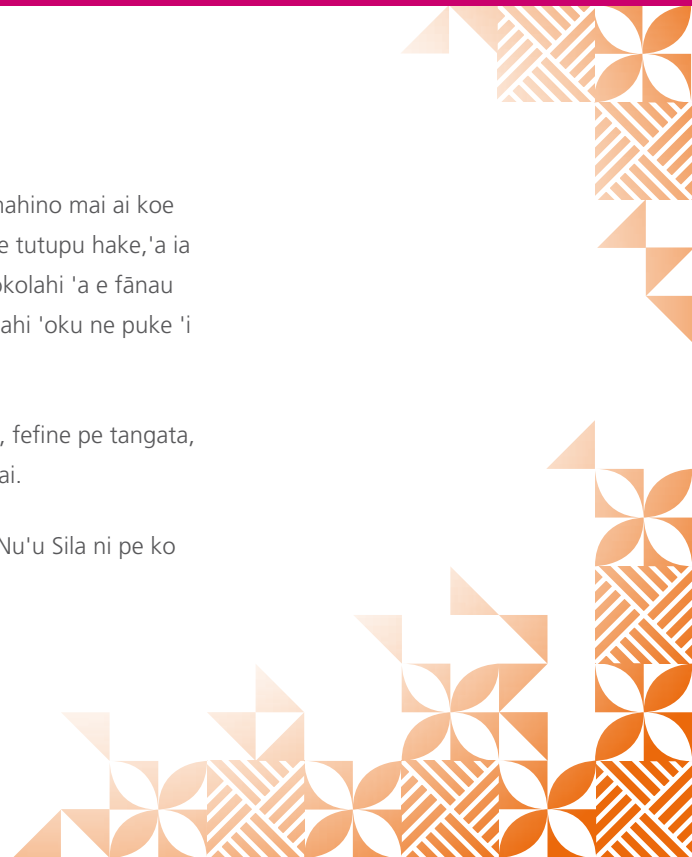 mahino mai ai koe
e tutupu hake,'a ia
okolahi 'a e fānau
ahi 'oku ne puke 'i
, fefine pe tangata,
ai.
Nu'u Sila ni pe ko